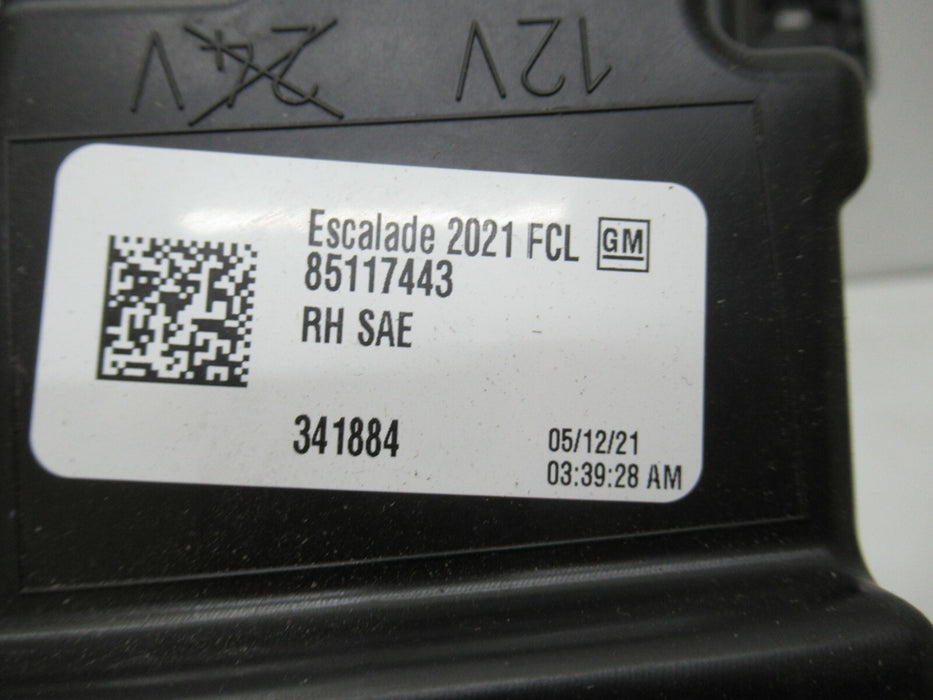 12V 24V
Escalade 2021 FCL GM
85117443
RH SAE
341884
05/12/21
03:39:28 AM